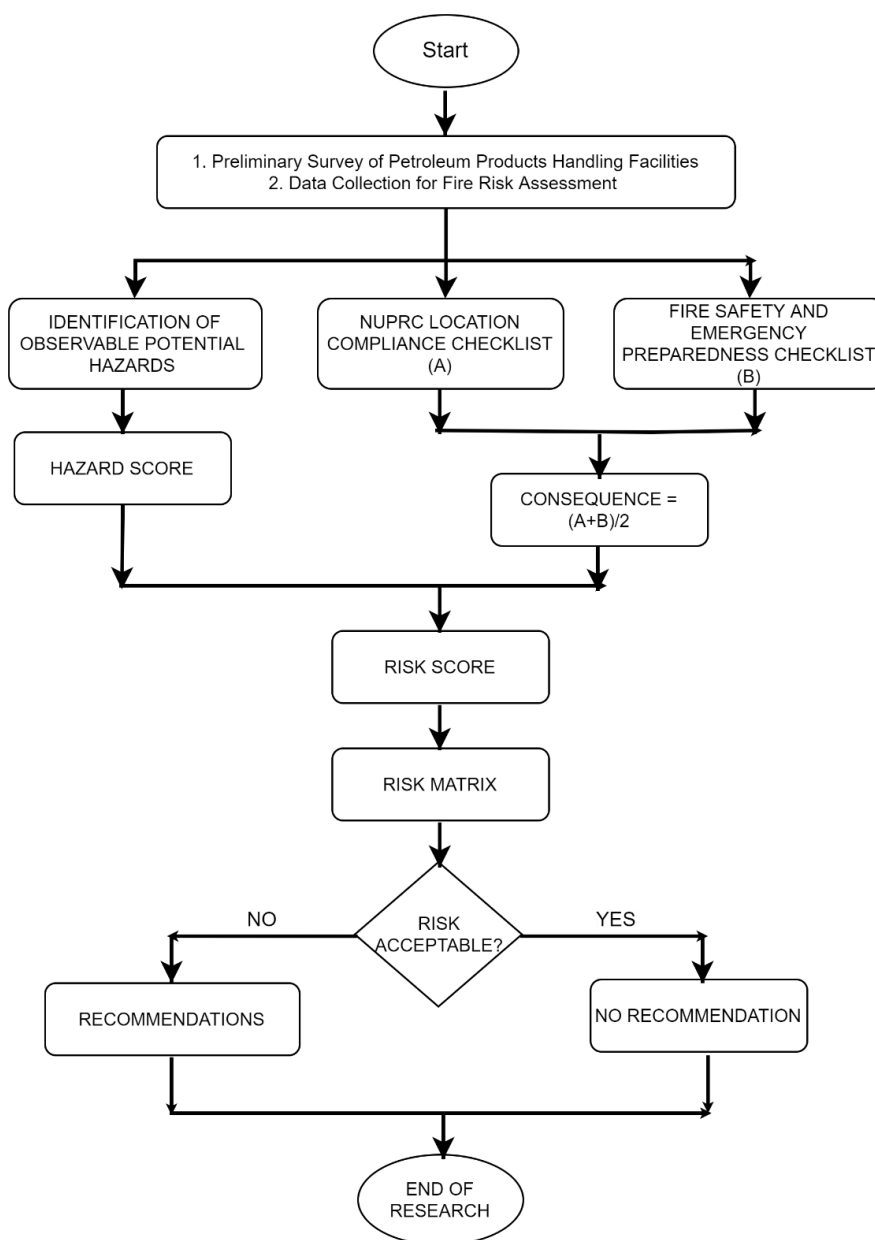 Start
1. Preliminary Survey of Petroleum Products Handling Facilities
2. Data Collection for Fire Risk Assessment
IDENTIFICATION OF
OBSERVABLE POTENTIAL
HAZARDS
NUPRC LOCATION
COMPLIANCE CHECKLIST
(A)
FIRE SAFETY AND
EMERGENCY
PREPAREDNESS CHECKLIST
(B)
HAZARD SCORE
CONSEQUENCE =
(A+B)/2
RISK SCORE
RISK MATRIX
RISK
ACCEPTABLE?
NO
YES
RECOMMENDATIONS
NO RECOMMENDATION
END OF
RESEARCH